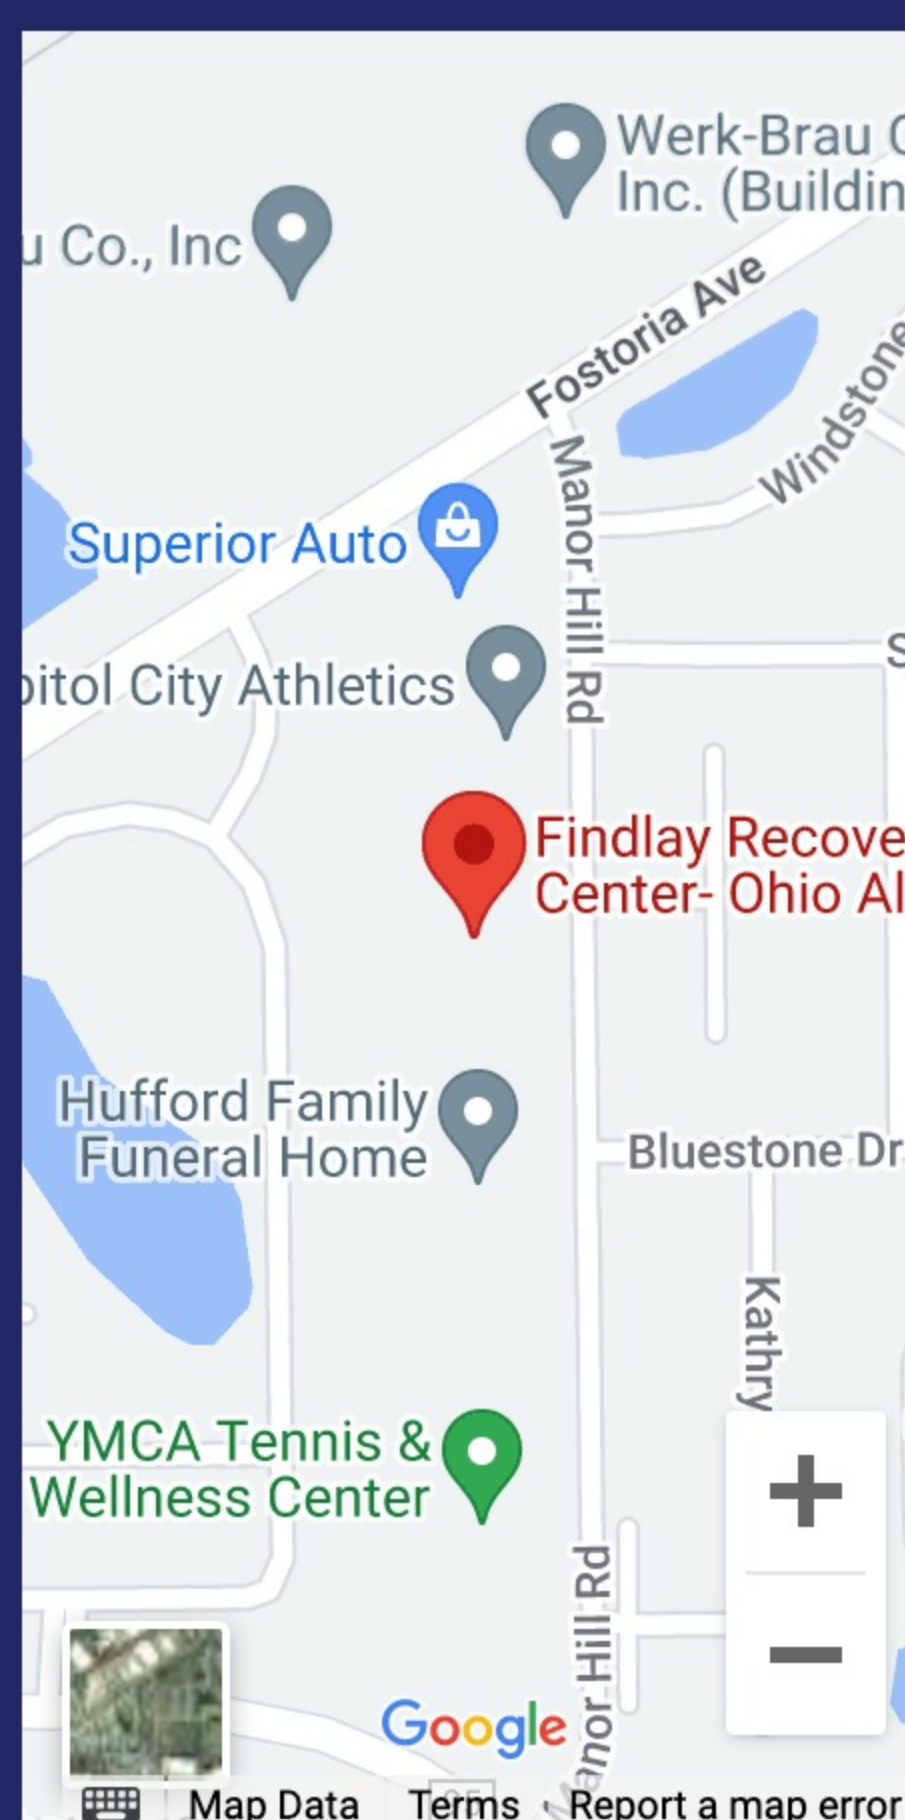 Werk-Brau
Inc. (Buildin
u Co., Inc
Fostoria Ave
Windstone
Manor Hill Rd
Superior Auto
pitol City Athletics
Findlay Recove
Center- Ohio Al
Hufford Family
Funeral Home
Bluestone Dr
Kathry
YMCA Tennis &
Wellness Center
Manor Hill Rd
Google
Map Data Terms Report a map error